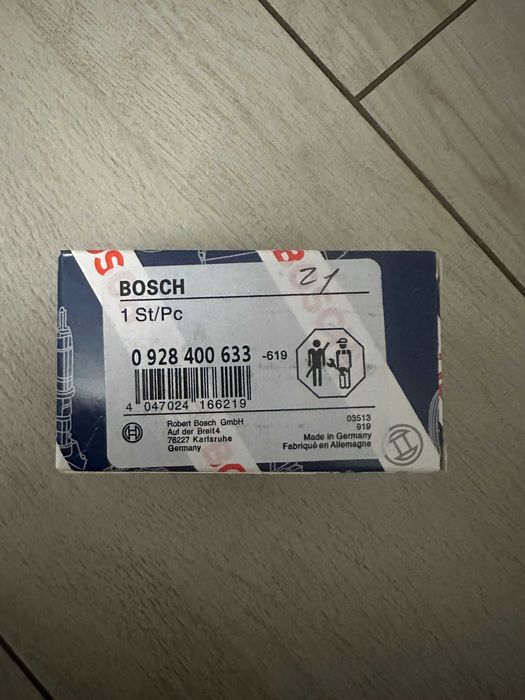 BOSCH
21
1 St/Pc
0 928 400 633 -619
4 047024 166219
Robert Bosch GmbH
Auf der Breit4
76227 Karlsruhe
Germany
03513
919
Made in Germany
Fabriqué en Allemagne